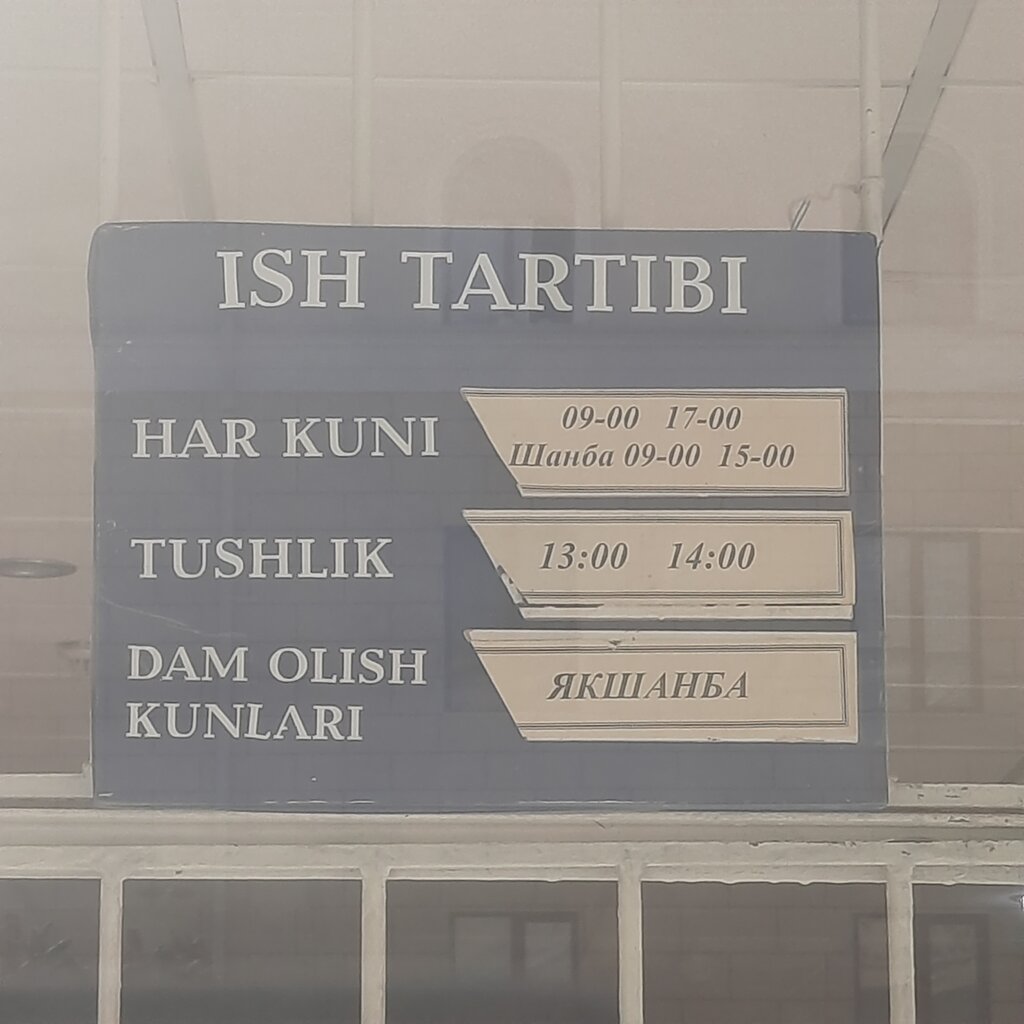 ISH TARTIBI
HAR KUNI
09-00 17-00
Шанба 09-00 15-00
TUSHLIK
13:00 14:00
DAM OLISH
KUNLARI
ЯКШАНБА